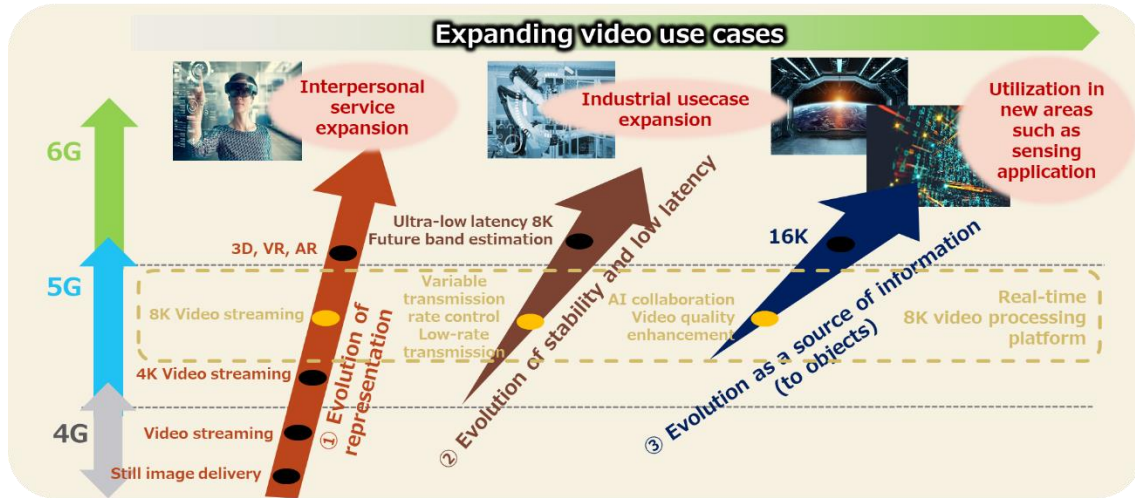 Expanding video use cases
Interpersonal
service
expansion
Industrial usecase
expansion
Utilization in
new areas
such as
sensing
application
6G
5G
4G
3D, VR, AR
8K Video streaming
4K Video streaming
Video streaming
Still image delivery
① Evolution of
representation
Ultra-low latency 8K
Future band estimation
Variable
transmission
rate control
Low-rate
transmission
② Evolution of stability and low latency
16K
AI collaboration
Video quality
enhancement
③ Evolution as a source of information
(to objects)
Real-time
8K video processing
platform